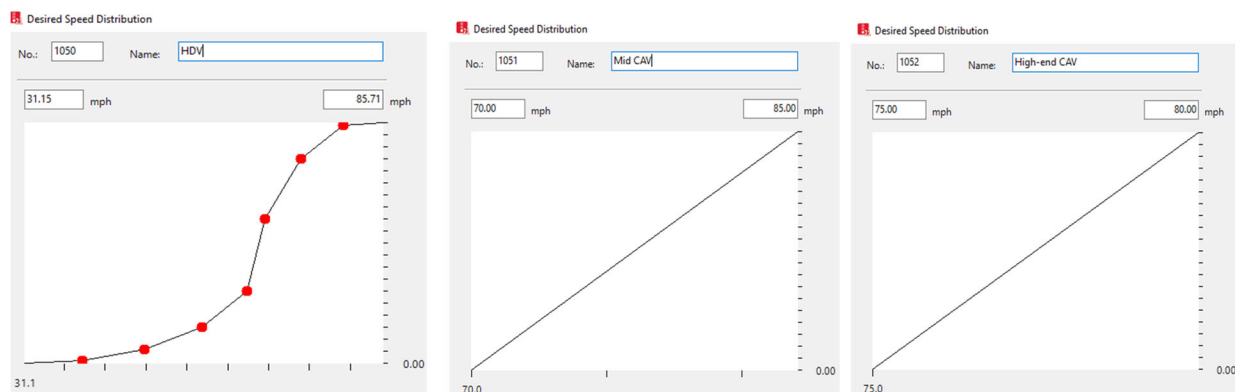 Desired Speed Distribution
No.: 1050 Name: HDV
31.15 mph 85.71 mph
0.00
31.1
Desired Speed Distribution
No.: 1051 Name: Mid CAV
70.00 mph 85.00 mph
0.00
70.0
Desired Speed Distribution
No.: 1052 Name: High-end CAV
75.00 mph 80.00 mph
0.00
75.0